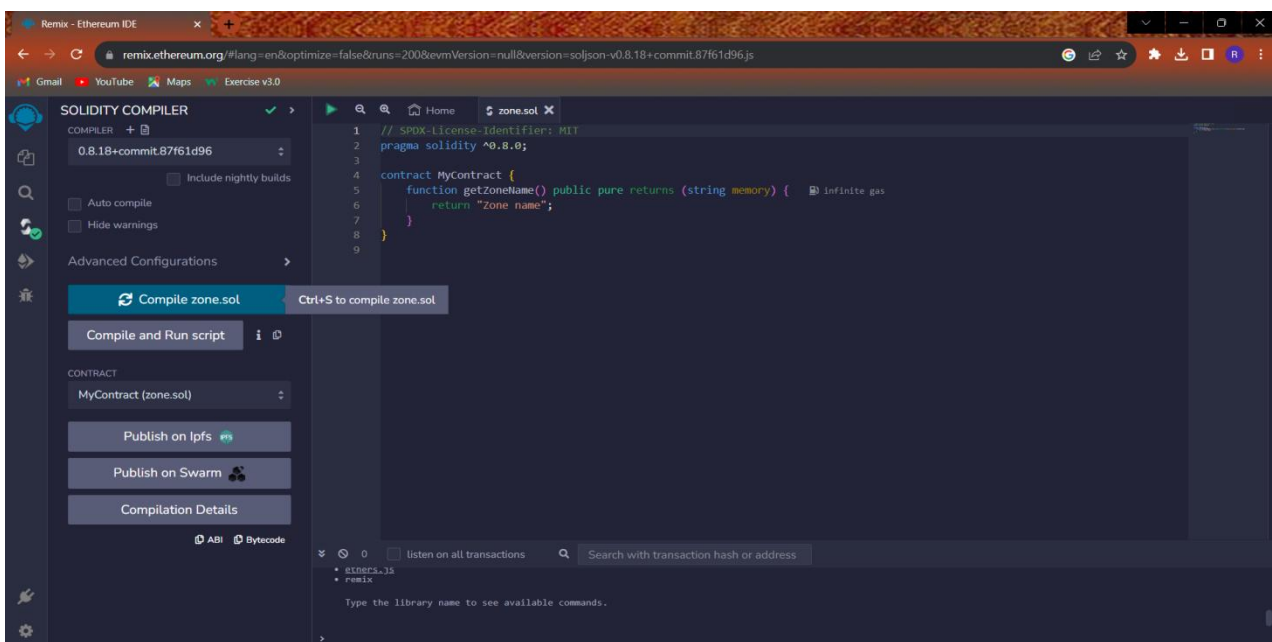 Remix - Ethereum IDE
remix.ethereum.org/#lang=en&optimize=false&runs=200&evmVersion=null&version=soljson-v0.8.18+commit.87f61d96.js
Gmail YouTube Maps Exercise v3.0
SOLIDITY COMPILER
COMPILER
0.8.18+commit.87f61d96
Include nightly builds
Auto compile
Hide warnings
Advanced Configurations
Compile zone.sol
Ctrl+S to compile zone.sol
Compile and Run script
CONTRACT
MyContract (zone.sol)
Publish on Ipfs
Publish on Swarm
Compilation Details
ABI Bytecode
Home zone.sol
1 // SPDX-License-Identifier: MIT
2 pragma solidity ^0.8.0;
3
4 contract MyContract {
5 function getZoneName() public pure returns (string memory) { infinite gas
6 return "Zone name";
7 }
8 }
9
0 listen on all transactions Search with transaction hash or address
• ethers.js
• remix
Type the library name to see available commands.
>